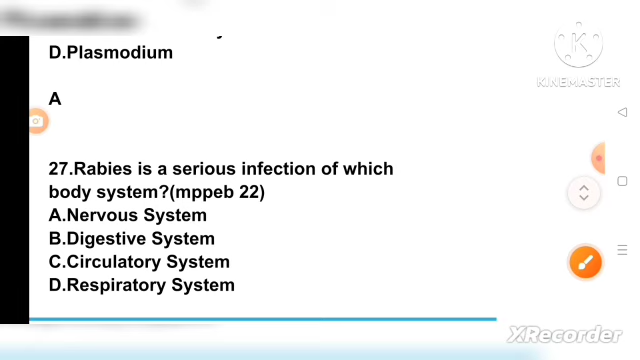 D.Plasmodium
A
27.Rabies is a serious infection of which
body system?(mppeb 22)
A.Nervous System
B.Digestive System
C.Circulatory System
D.Respiratory System
K
KINEMASTER
XRecorder